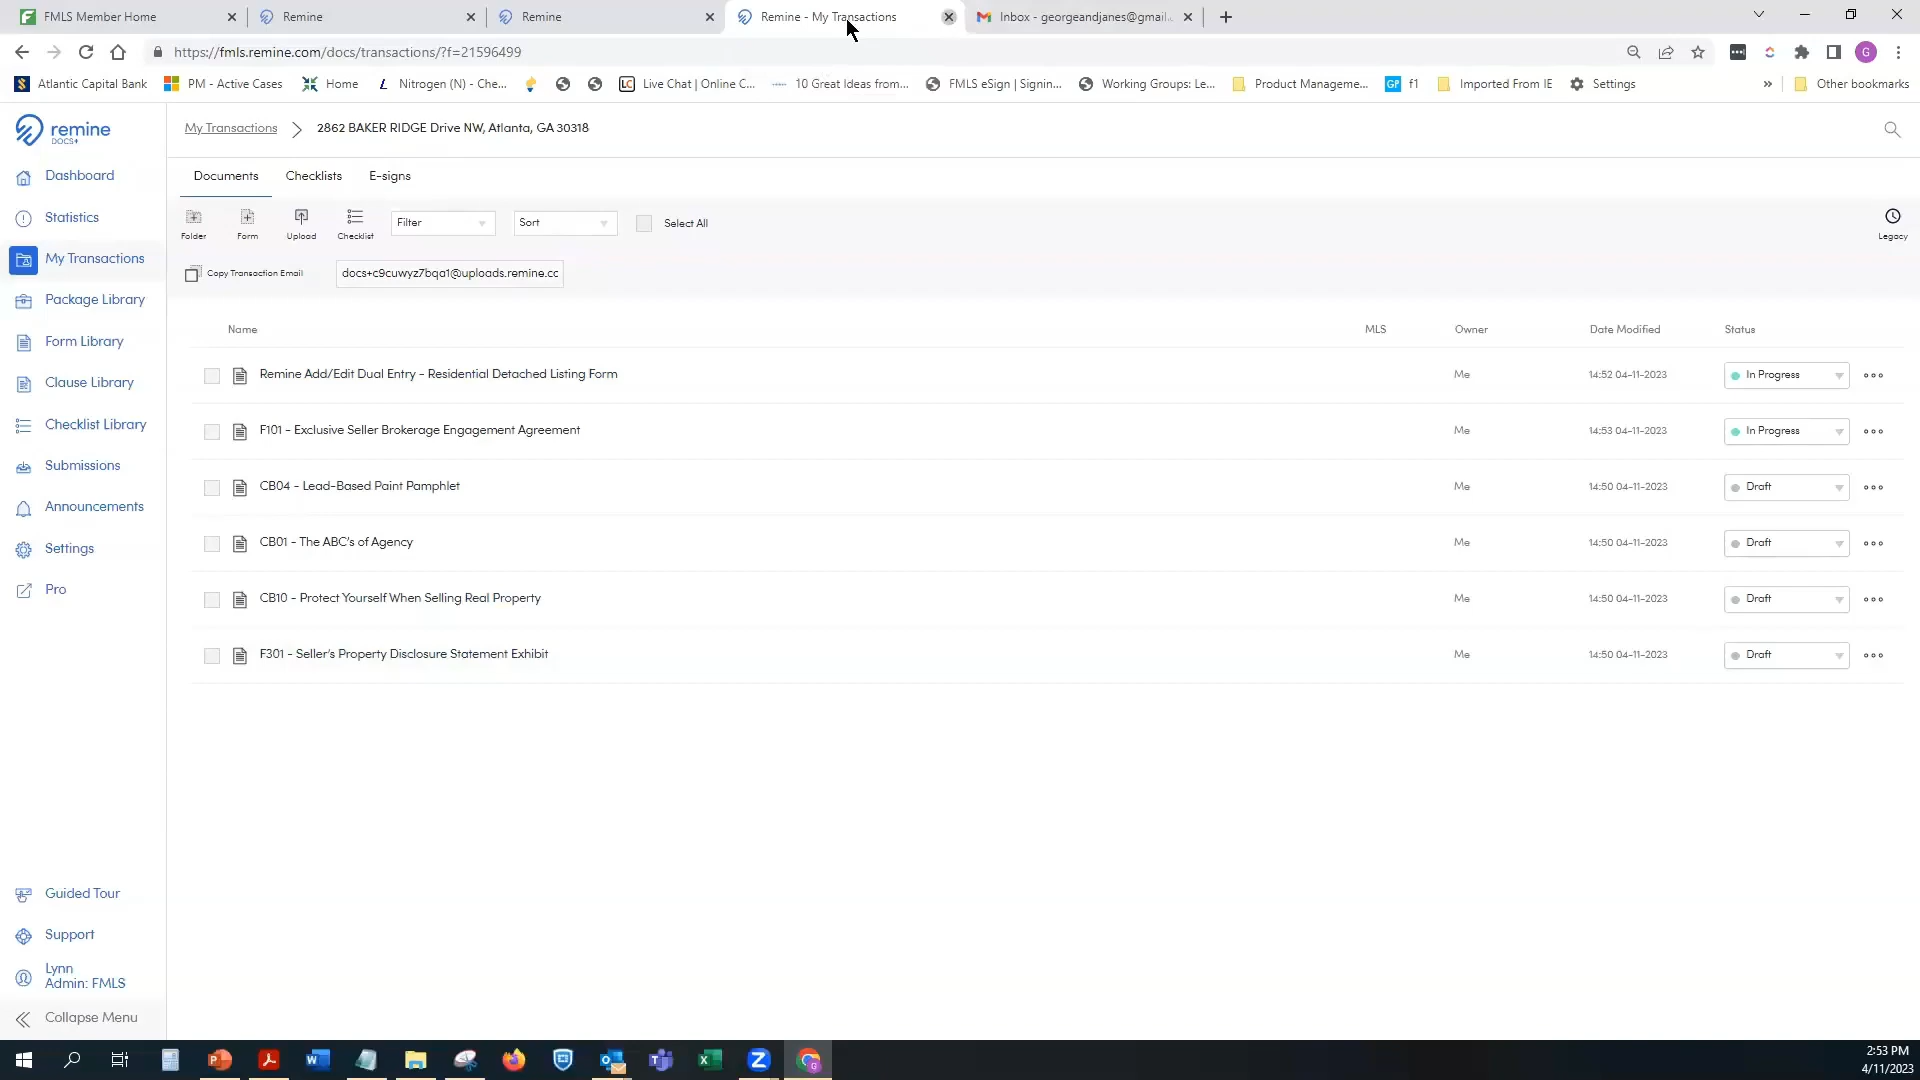 FMLS Member Home
Remine
Remine
Remine - My Transactions
Inbox - georgeandjanes@gmail.
https://fmls.remine.com/docs/transactions/?f=21596499
G
Atlantic Capital Bank
PM - Active Cases
Home
Nitrogen (N) - Che...
Live Chat | Online C...
10 Great Ideas from...
FMLS eSign | Signin...
Working Groups: Le...
Product Manageme...
GP f1
Imported From IE
Settings
»
Other bookmarks
remine
DOCS+
My Transactions
2862 BAKER RIDGE Drive NW, Atlanta, GA 30318
Dashboard
Statistics
My Transactions
Package Library
Form Library
Clause Library
Checklist Library
Submissions
Announcements
Settings
Pro
Guided Tour
Support
Lynn
Admin: FMLS
Collapse Menu
Documents
Checklists
E-signs
Folder
Form
Upload
Checklist
Filter
Sort
Select All
Legacy
Copy Transaction Email
docs+c9cuwyz7bqa1@uploads.remine.cc
Name MLS Owner Date Modified Status
Remine Add/Edit Dual Entry - Residential Detached Listing Form Me 14:52 04-11-2023 In Progress
F101 - Exclusive Seller Brokerage Engagement Agreement Me 14:53 04-11-2023 In Progress
CB04 - Lead-Based Paint Pamphlet Me 14:50 04-11-2023 Draft
CB01 - The ABC's of Agency Me 14:50 04-11-2023 Draft
CB10 - Protect Yourself When Selling Real Property Me 14:50 04-11-2023 Draft
F301 - Seller's Property Disclosure Statement Exhibit Me 14:50 04-11-2023 Draft
2:53 PM
4/11/2023